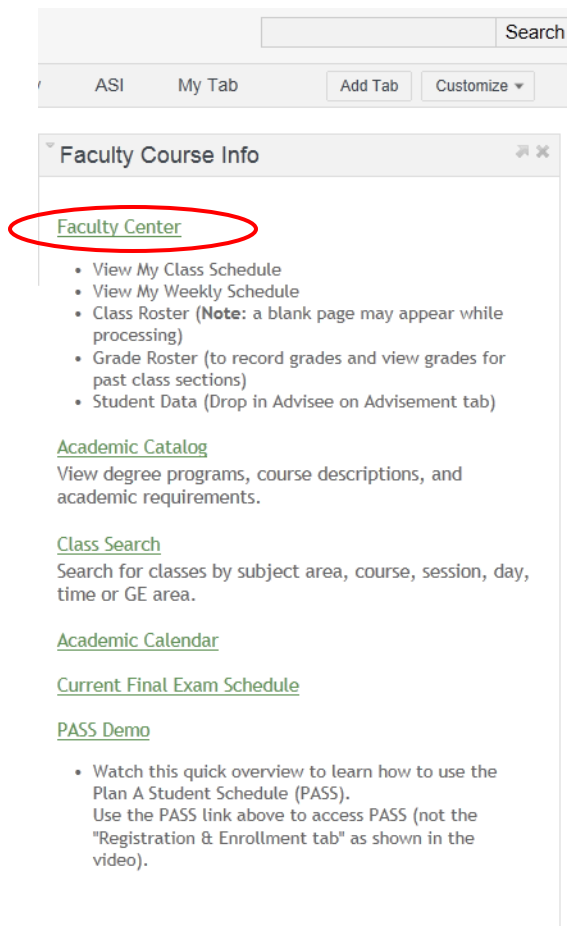 Search
ASI My Tab Add Tab Customize
Faculty Course Info
Faculty Center
• View My Class Schedule
• View My Weekly Schedule
• Class Roster (Note: a blank page may appear while
processing)
• Grade Roster (to record grades and view grades for
past class sections)
• Student Data (Drop in Advisee on Advisement tab)
Academic Catalog
View degree programs, course descriptions, and
academic requirements.
Class Search
Search for classes by subject area, course, session, day,
time or GE area.
Academic Calendar
Current Final Exam Schedule
PASS Demo
• Watch this quick overview to learn how to use the
Plan A Student Schedule (PASS).
Use the PASS link above to access PASS (not the
"Registration & Enrollment tab" as shown in the
video).